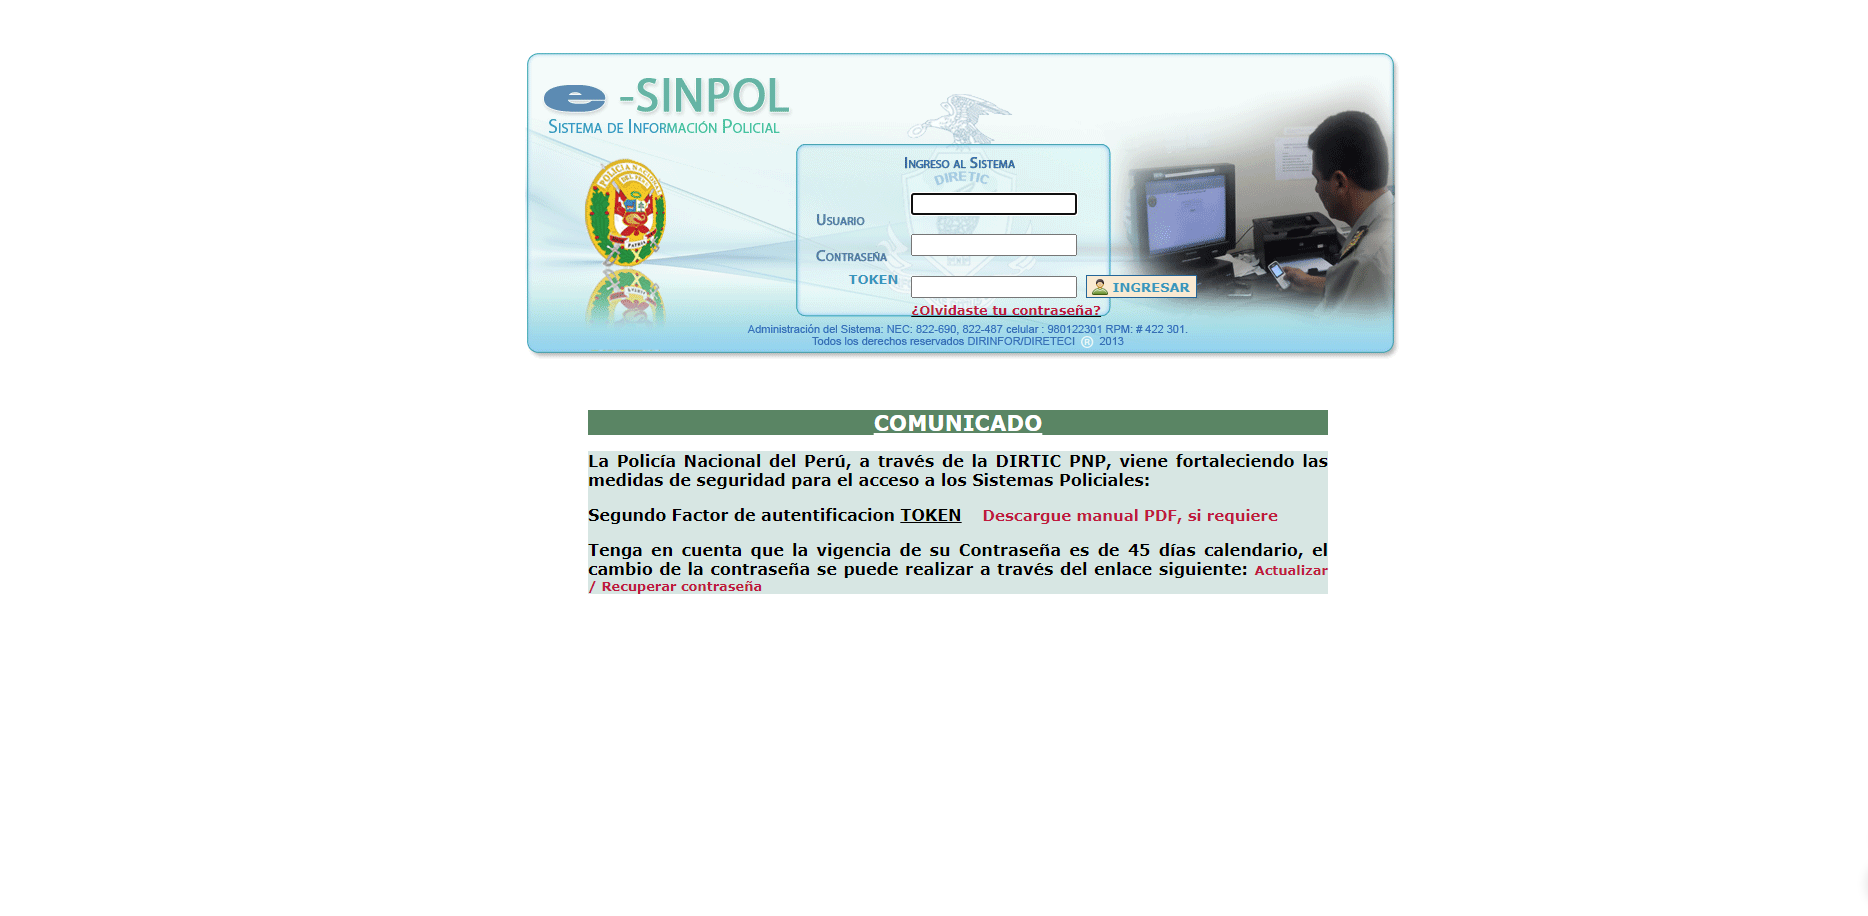 e -SINPOL
SISTEMA DE INFORMACIÓN POLICIAL
POLICIA NACIONAL
DEL PERU
PATRIA
INGRESO AL SISTEMA
DIRETIC
USUARIO
CONTRASEÑA
TOKEN
INGRESAR
¿Olvidaste tu contraseña?
Administración del Sistema: NEC: 822-690, 822-487 celular : 980122301 RPM: # 422 301.
Todos los derechos reservados DIRINFOR/DIRETECI ® 2013
COMUNICADO
La Policía Nacional del Perú, a través de la DIRTIC PNP, viene fortaleciendo las
medidas de seguridad para el acceso a los Sistemas Policiales:
Segundo Factor de autentificacion TOKEN Descargue manual PDF, si requiere
Tenga en cuenta que la vigencia de su Contraseña es de 45 días calendario, el
cambio de la contraseña se puede realizar a través del enlace siguiente: Actualizar
/ Recuperar contraseña